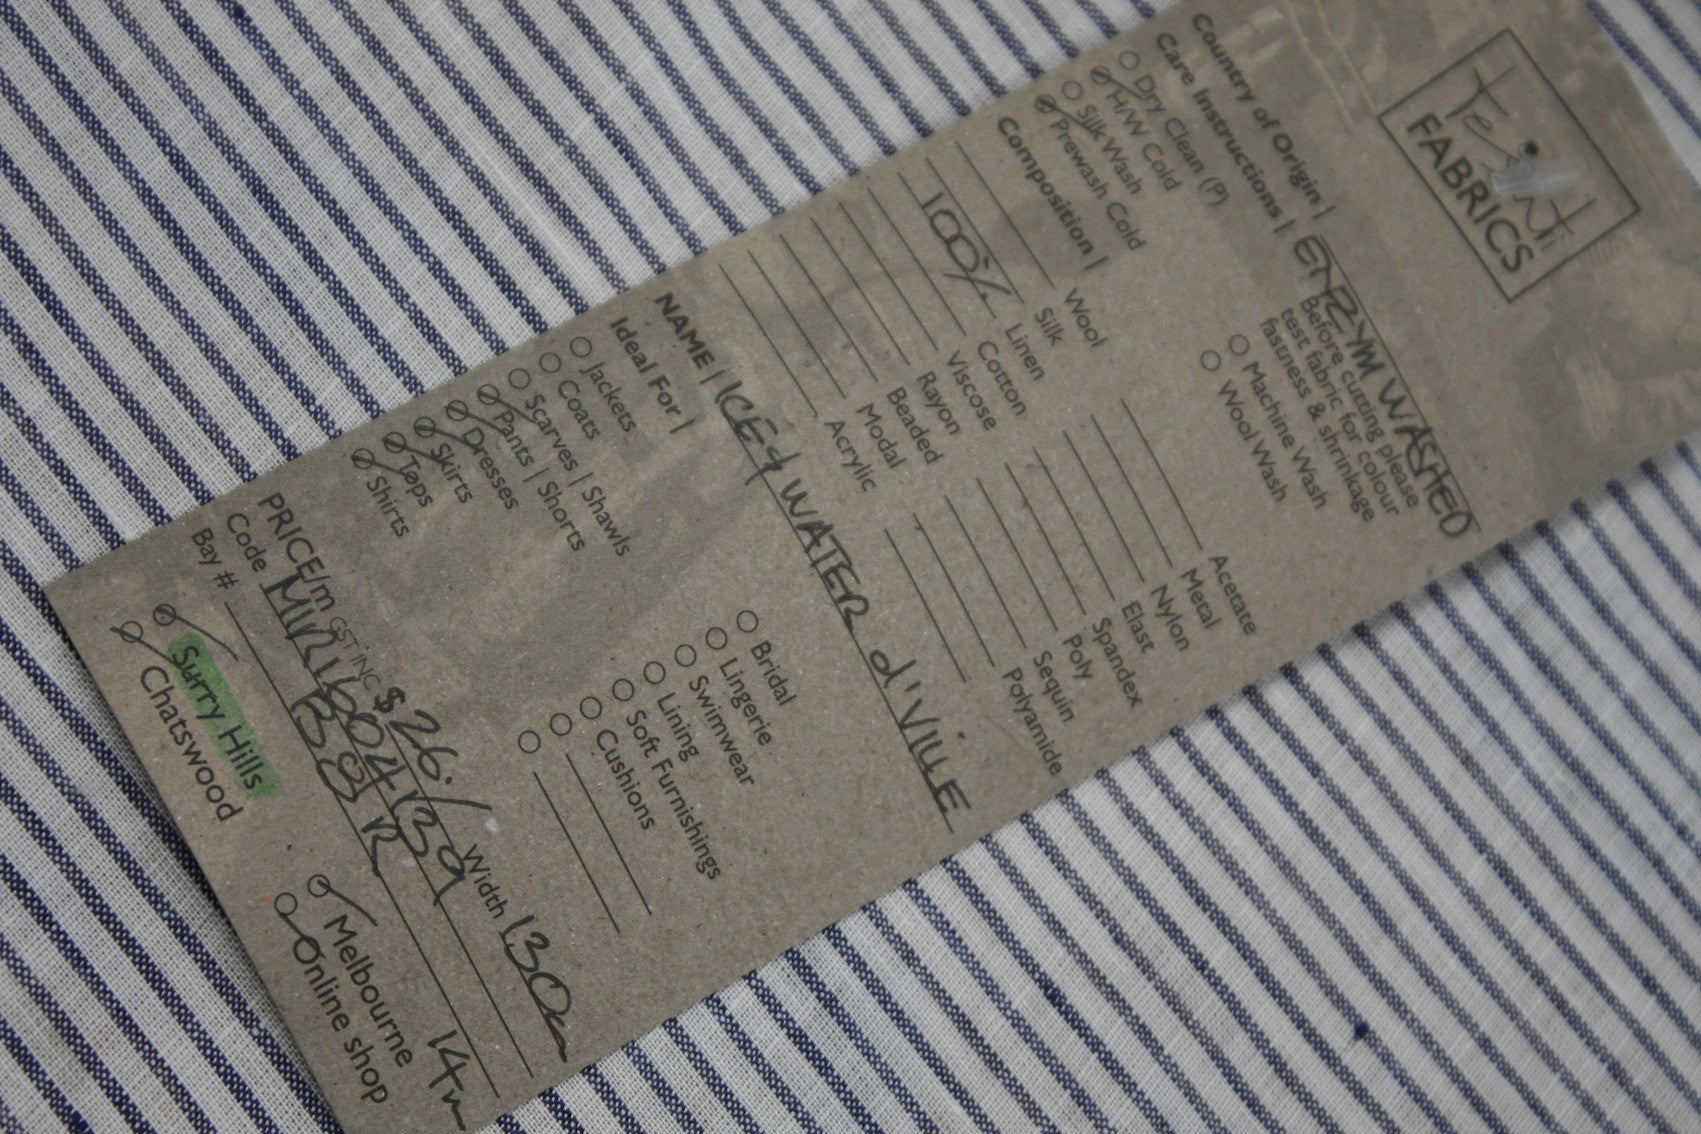 Tessuti
FABRICS
Country of Origin |
Care Instructions | ENZYM WASHED
Dry Clean (P)
H/W Cold
Silk Wash
Prewash Cold
Before cutting please
test fabric for colour
fastness & shrinkage
Machine Wash
Wool Wash
Composition |
Wool
Silk
100% Linen
Cotton
Viscose
Rayon
Beaded
Modal
Acrylic
Acetate
Metal
Nylon
Elast
Spandex
Poly
Sequin
Polyamide
NAME | ICEY WATER d'ViLLE
Ideal For |
Jackets
Coats
Scarves | Shawls
Pants | Shorts
Dresses
Skirts
Tops
Shirts
Bridal
Lingerie
Swimwear
Lining
Soft Furnishings
Cushions
PRICE/m GST INC $26. Width 130
Code
Bay # 14m
Surry Hills
Chatswood
Melbourne
Online shop